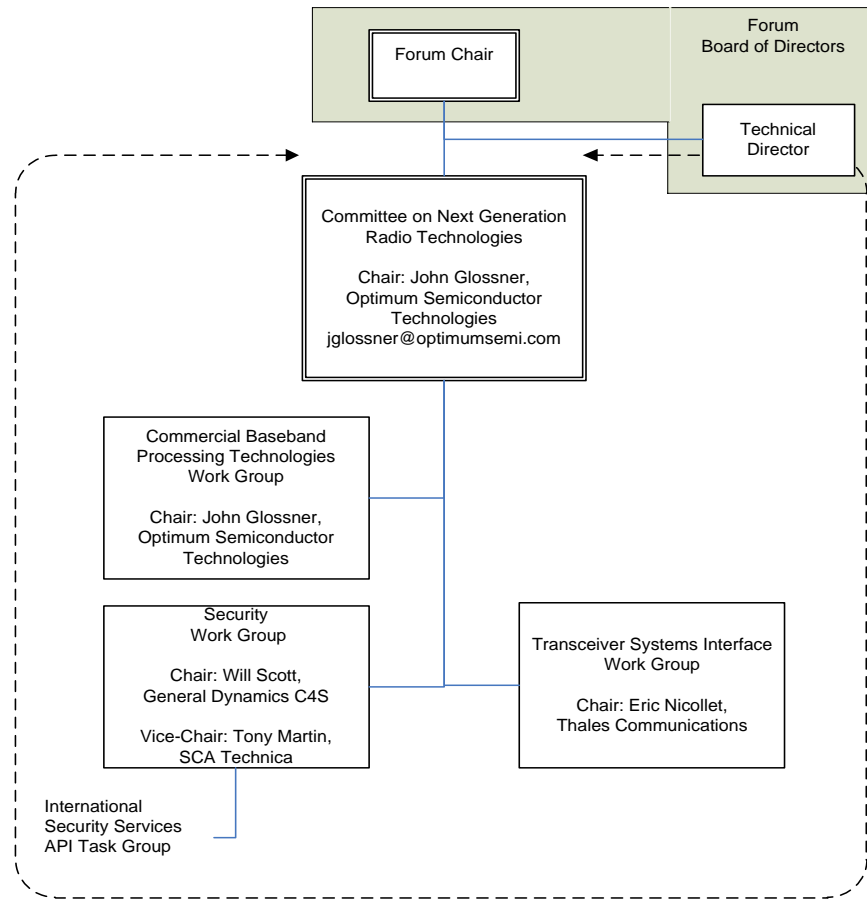 Forum
Board of Directors
Forum Chair
Technical
Director
Committee on Next Generation
Radio Technologies
Chair: John Glossner,
Optimum Semiconductor
Technologies
jglossner@optimumsemi.com
Commercial Baseband
Processing Technologies
Work Group
Chair: John Glossner,
Optimum Semiconductor
Technologies
Security
Work Group
Chair: Will Scott,
General Dynamics C4S
Vice-Chair: Tony Martin,
SCA Technica
Transceiver Systems Interface
Work Group
Chair: Eric Nicollet,
Thales Communications
International
Security Services
API Task Group